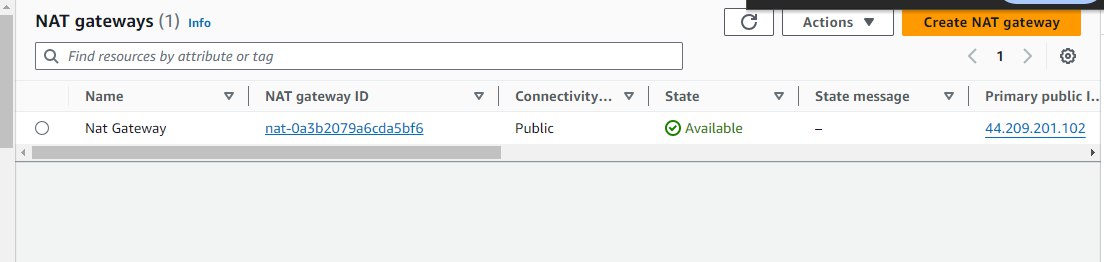 NAT gateways (1) Info
Actions
Create NAT gateway
Find resources by attribute or tag
1
Name NAT gateway ID Connectivity... State State message Primary public I...
Nat Gateway nat-0a3b2079a6cda5bf6 Public Available – 44.209.201.102